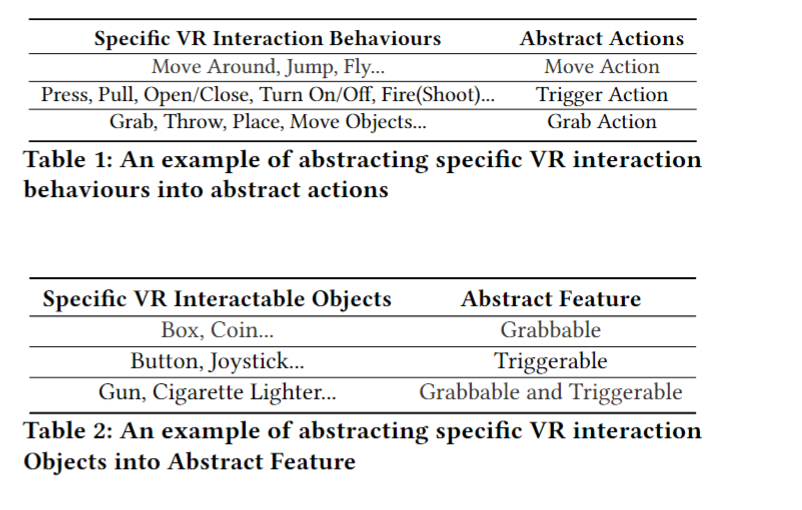 Specific VR Interaction Behaviours Abstract Actions
Move Around, Jump, Fly... Move Action
Press, Pull, Open/Close, Turn On/Off, Fire(Shoot)... Trigger Action
Grab, Throw, Place, Move Objects... Grab Action
Table 1: An example of abstracting specific VR interaction
behaviours into abstract actions
Specific VR Interactable Objects Abstract Feature
Box, Coin... Grabbable
Button, Joystick... Triggerable
Gun, Cigarette Lighter... Grabbable and Triggerable
Table 2: An example of abstracting specific VR interaction
Objects into Abstract Feature